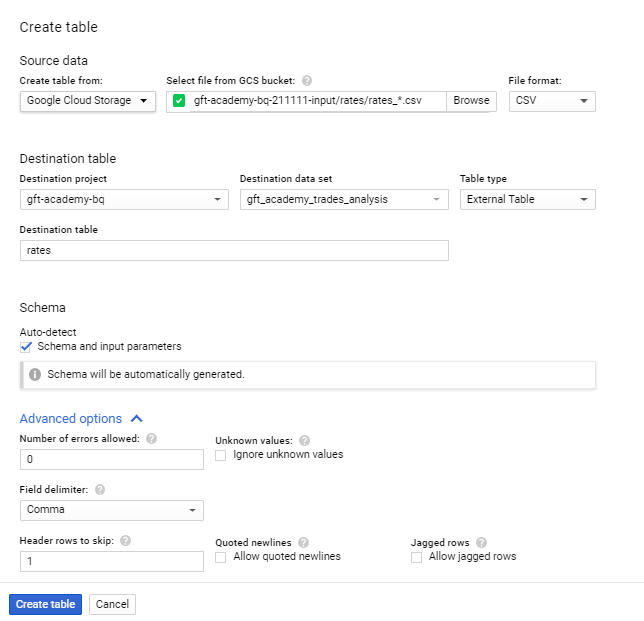 Create table
Source data
Create table from: Select file from GCS bucket: ? File format:
Google Cloud Storage gft-academy-bq-211111-input/rates/rates_*.csv Browse CSV
Destination table
Destination project Destination data set Table type
gft-academy-bq gft_academy_trades_analysis External Table
Destination table
rates
Schema
Auto-detect
Schema and input parameters
i Schema will be automatically generated.
Advanced options
Number of errors allowed: ? Unknown values: ?
0 Ignore unknown values
Field delimiter: ?
Comma
Header rows to skip: ? Quoted newlines ? Jagged rows ?
1 Allow quoted newlines Allow jagged rows
Create table Cancel